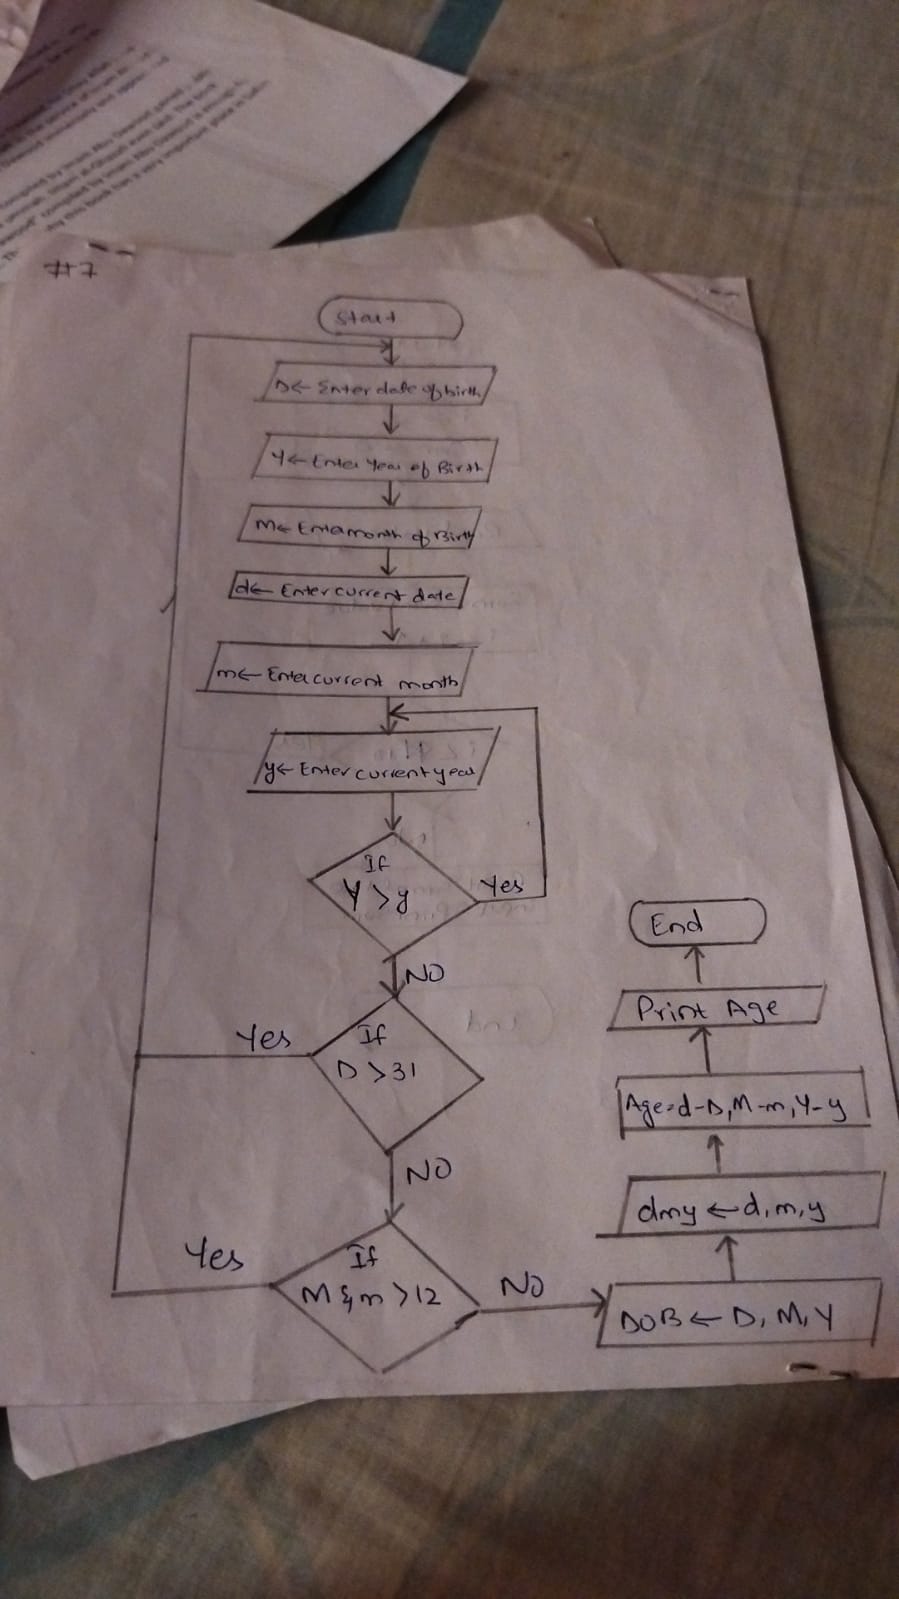 #7
Start
D← Enter date of birth
Y← Enter Year of Birth
M← Enter month of Birth
d← Enter current date
m← Enter current month
y← Enter current year
If
Y > y
Yes
NO
If
D > 31
Yes
NO
If
M & m > 12
Yes
NO
DOB ← D, M, Y
dmy ← d, m, y
Age = d-D, M-m, Y-y
Print Age
End